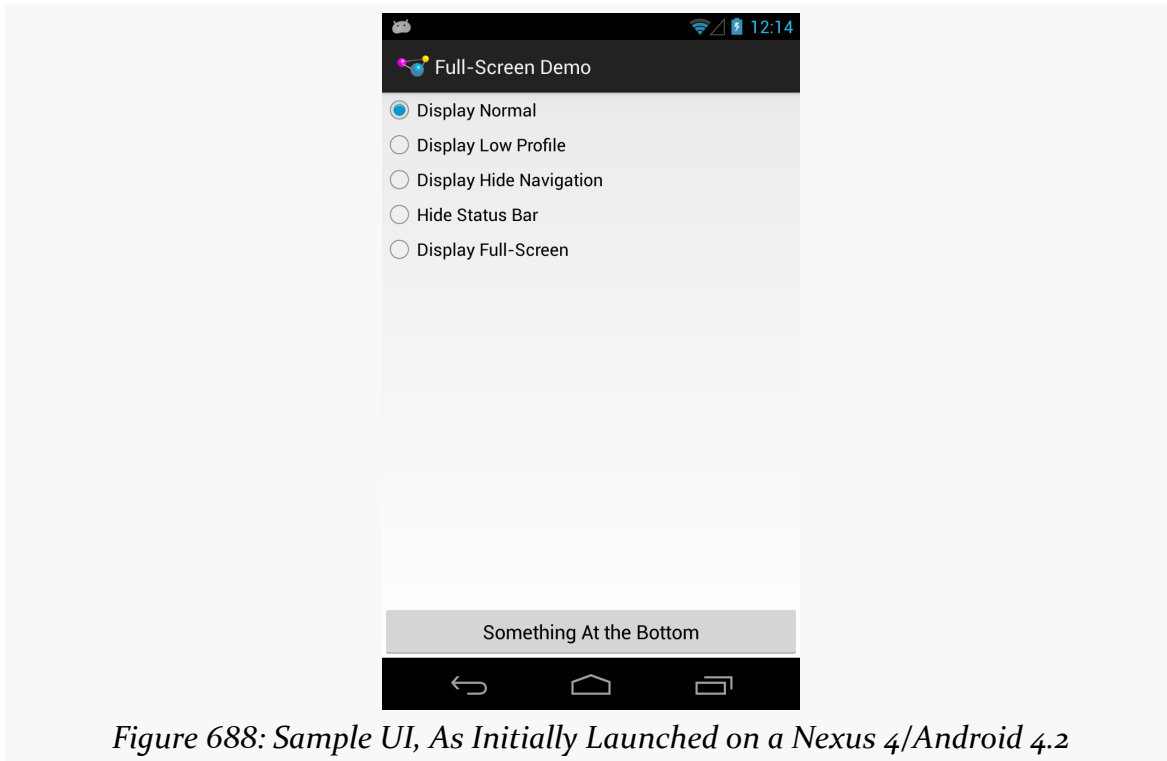 12:14
Full-Screen Demo
Display Normal
Display Low Profile
Display Hide Navigation
Hide Status Bar
Display Full-Screen
Something At the Bottom
Figure 688: Sample UI, As Initially Launched on a Nexus 4/Android 4.2